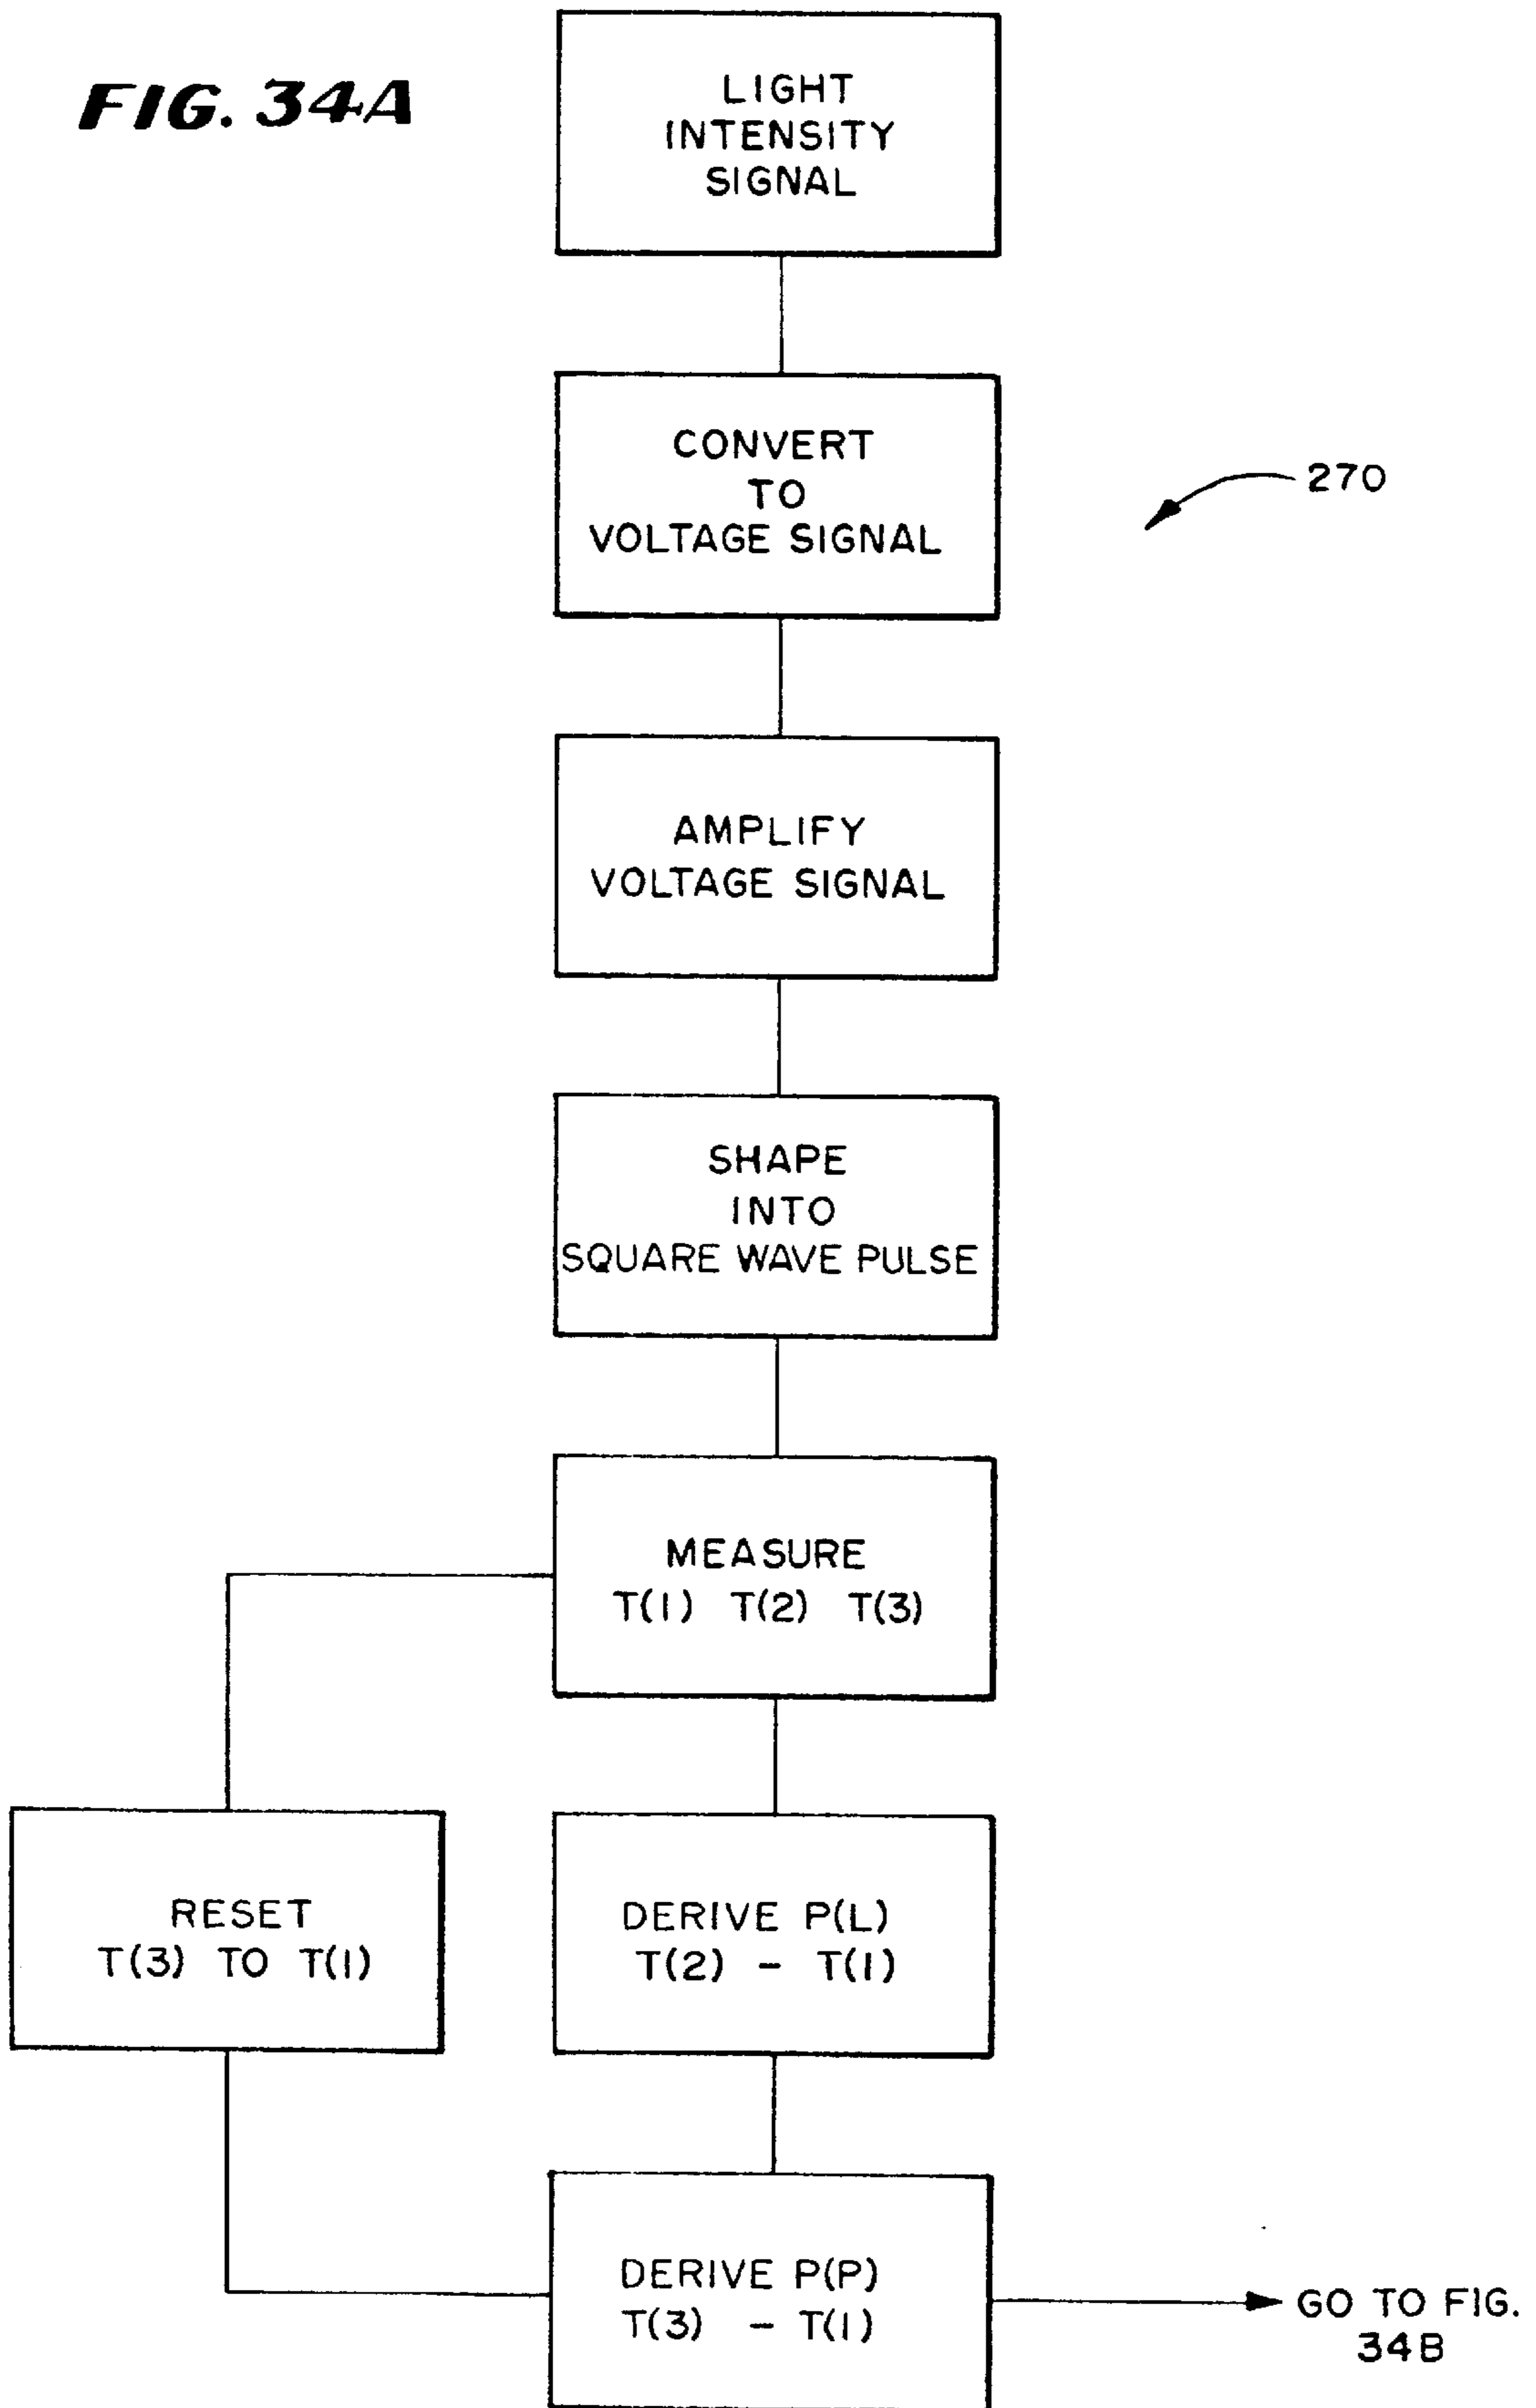 FIG. 34A
LIGHT
INTENSITY
SIGNAL
CONVERT
TO
VOLTAGE SIGNAL
270
AMPLIFY
VOLTAGE SIGNAL
SHAPE
INTO
SQUARE WAVE PULSE
MEASURE
T(1) T(2) T(3)
RESET
T(3) TO T(1)
DERIVE P(L)
T(2) - T(1)
DERIVE P(P)
T(3) - T(1)
GO TO FIG.
34B